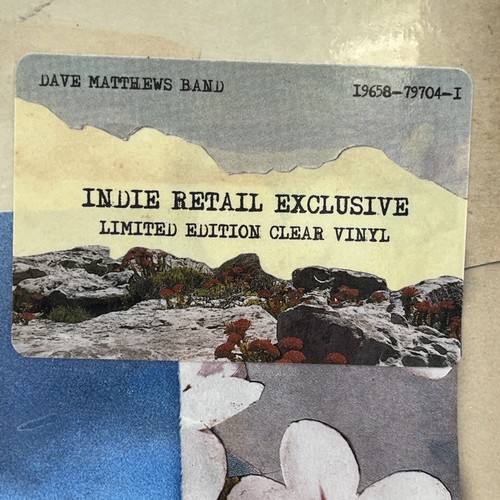 DAVE MATTHEWS BAND
19658-79704-1
INDIE RETAIL EXCLUSIVE
LIMITED EDITION CLEAR VINYL